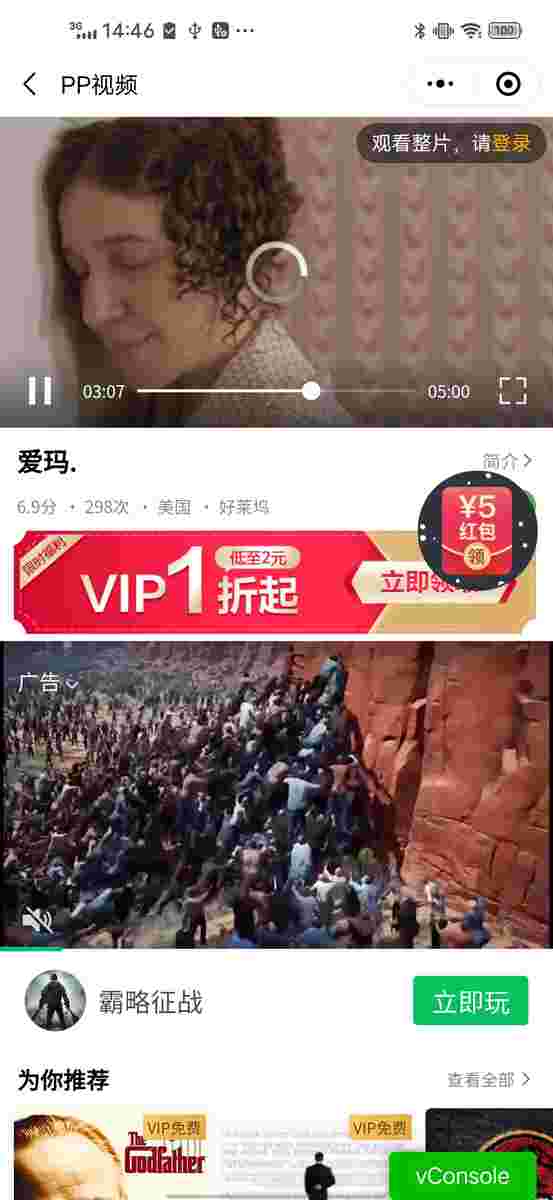 3G 14:46 100
PP视频
观看整片，请登录
03:07 05:00
爱玛.
简介
6.9分 · 298次 · 美国 · 好莱坞
¥5
红包
领
限时福利
VIP1折起
低至2元
立即领
广告
霸略征战
立即玩
为你推荐
查看全部
VIP免费
VIP免费
The
Godfather
vConsole